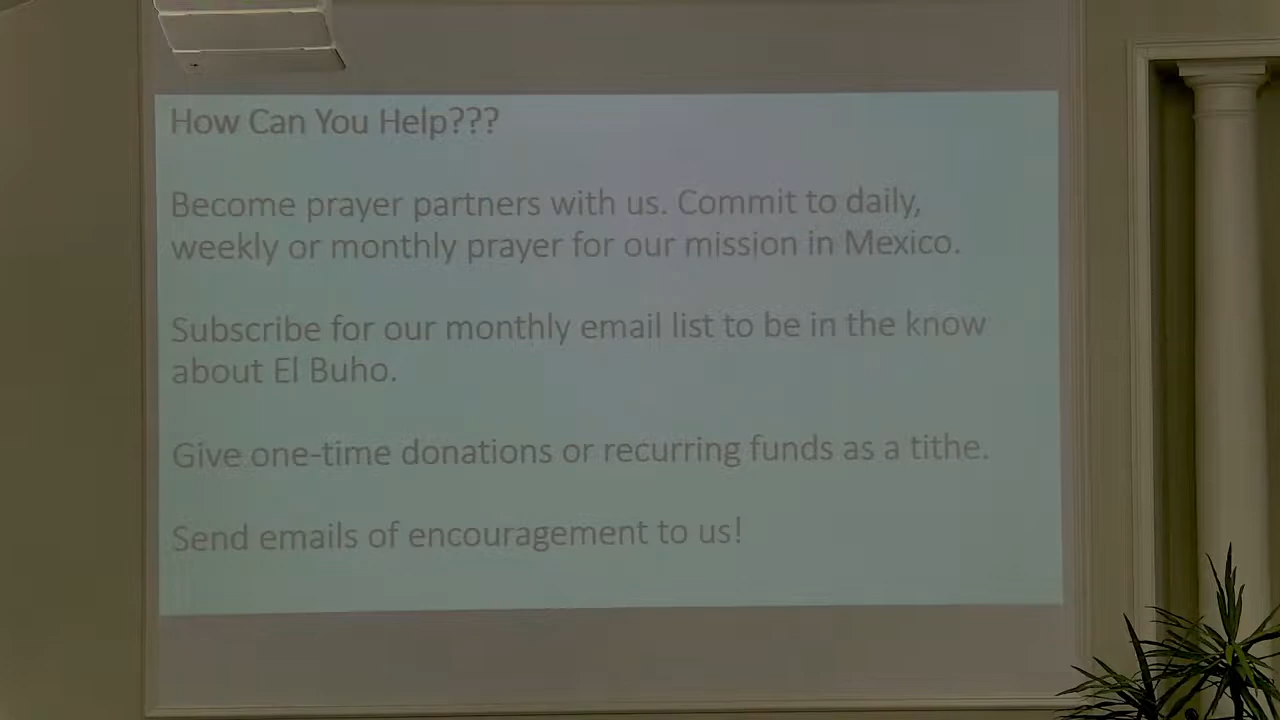 How Can You Help???
Become prayer partners with us. Commit to daily,
weekly or monthly prayer for our mission in Mexico.
Subscribe for our monthly email list to be in the know
about El Buho.
Give one-time donations or recurring funds as a tithe.
Send emails of encouragement to us!